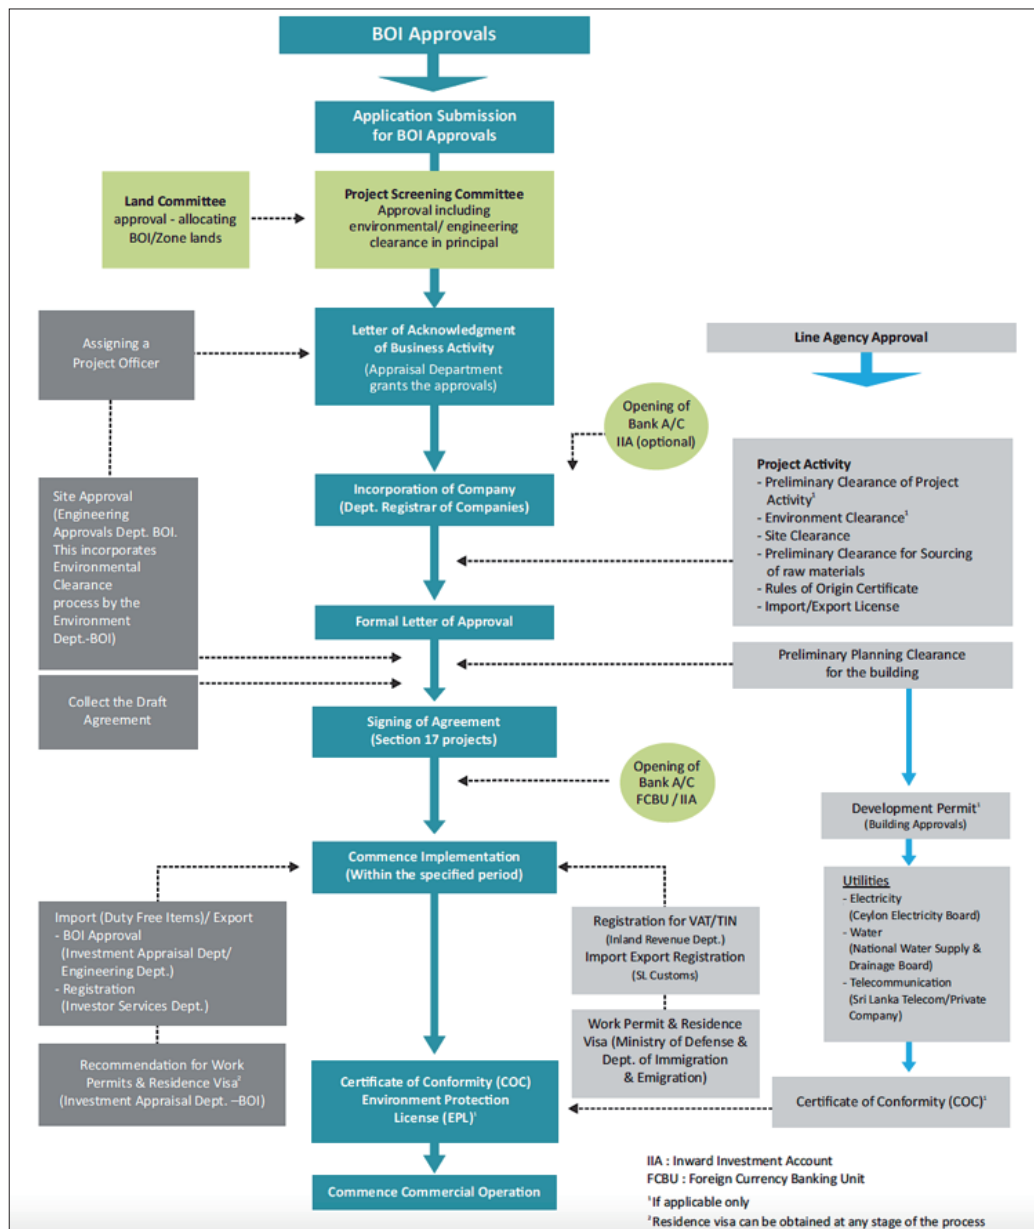 BOI Approvals
Application Submission
for BOI Approvals
Land Committee
approval - allocating
BOI/Zone lands
Project Screening Committee
Approval including
environmental/ engineering
clearance in principal
Assigning a
Project Officer
Letter of Acknowledgment
of Business Activity
(Appraisal Department
grants the approvals)
Line Agency Approval
Opening of
Bank A/C
IIA (optional)
Site Approval
(Engineering
Approvals Dept. BOI.
This incorporates
Environmental
Clearance
process by the
Environment
Dept.-BOI)
Incorporation of Company
(Dept. Registrar of Companies)
Project Activity
- Preliminary Clearance of Project
Activity¹
- Environment Clearance¹
- Site Clearance
- Preliminary Clearance for Sourcing
of raw materials
- Rules of Origin Certificate
- Import/Export License
Formal Letter of Approval
Preliminary Planning Clearance
for the building
Collect the Draft
Agreement
Signing of Agreement
(Section 17 projects)
Opening of
Bank A/C
FCBU / IIA
Development Permit¹
(Building Approvals)
Commence Implementation
(Within the specified period)
Utilities
- Electricity
(Ceylon Electricity Board)
- Water
(National Water Supply &
Drainage Board)
- Telecommunication
(Sri Lanka Telecom/Private
Company)
Import (Duty Free Items)/ Export
- BOI Approval
(Investment Appraisal Dept/
Engineering Dept.)
- Registration
(Investor Services Dept.)
Registration for VAT/TIN
(Inland Revenue Dept.)
Import Export Registration
(SL Customs)
Work Permit & Residence
Visa (Ministry of Defense &
Dept. of Immigration
& Emigration)
Recommendation for Work
Permits & Residence Visa²
(Investment Appraisal Dept. –BOI)
Certificate of Conformity (COC)
Environment Protection
License (EPL)¹
Certificate of Conformity (COC)¹
Commence Commercial Operation
IIA : Inward Investment Account
FCBU : Foreign Currency Banking Unit
¹If applicable only
²Residence visa can be obtained at any stage of the process